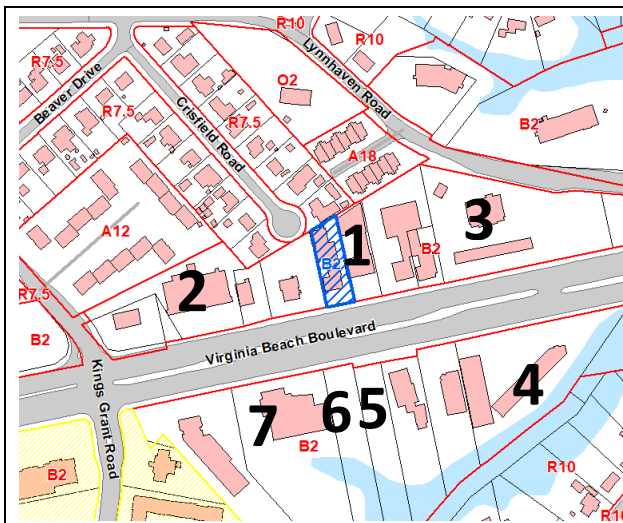 R10
R10
R7.5
Lynnhaven Road
Beaver Drive
O2
R7.5
Crisfield Road
R7.5
B2
A18
A12
3
1
B2
B2
2
R7.5
B2
Virginia Beach Boulevard
4
Kings Grant Road
7
6
5
B2
B2
R10
R10